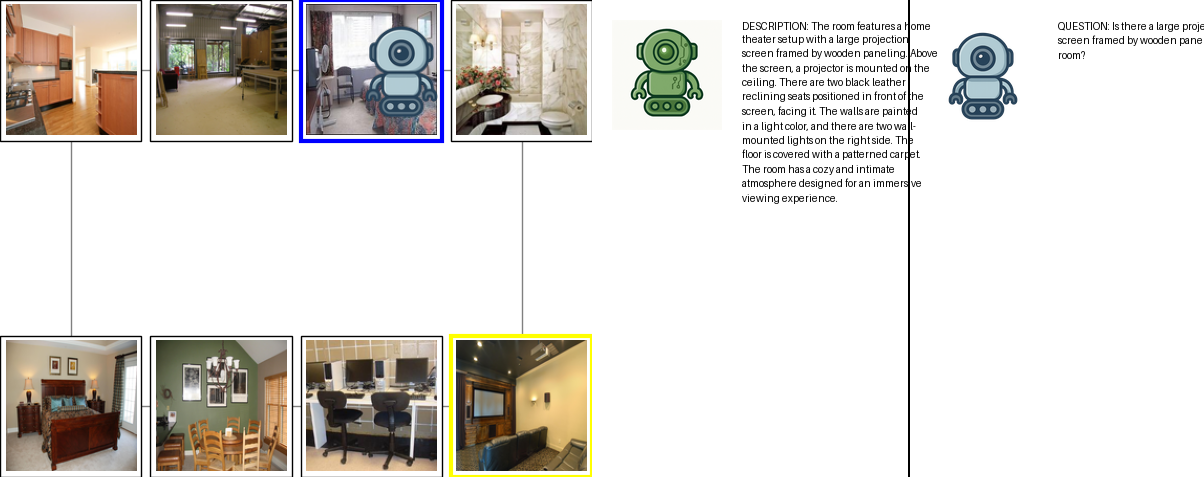 DESCRIPTION: The room features a home
theater setup with a large projection
screen framed by wooden paneling. Above
the screen, a projector is mounted on the
ceiling. There are two black leather
reclining seats positioned in front of the
screen, facing it. The walls are painted
in a light color, and there are two wall-
mounted lights on the right side. The
floor is covered with a patterned carpet.
The room has a cozy and intimate
atmosphere designed for an immersive
viewing experience.
QUESTION: Is there a large proje
screen framed by wooden pane
room?